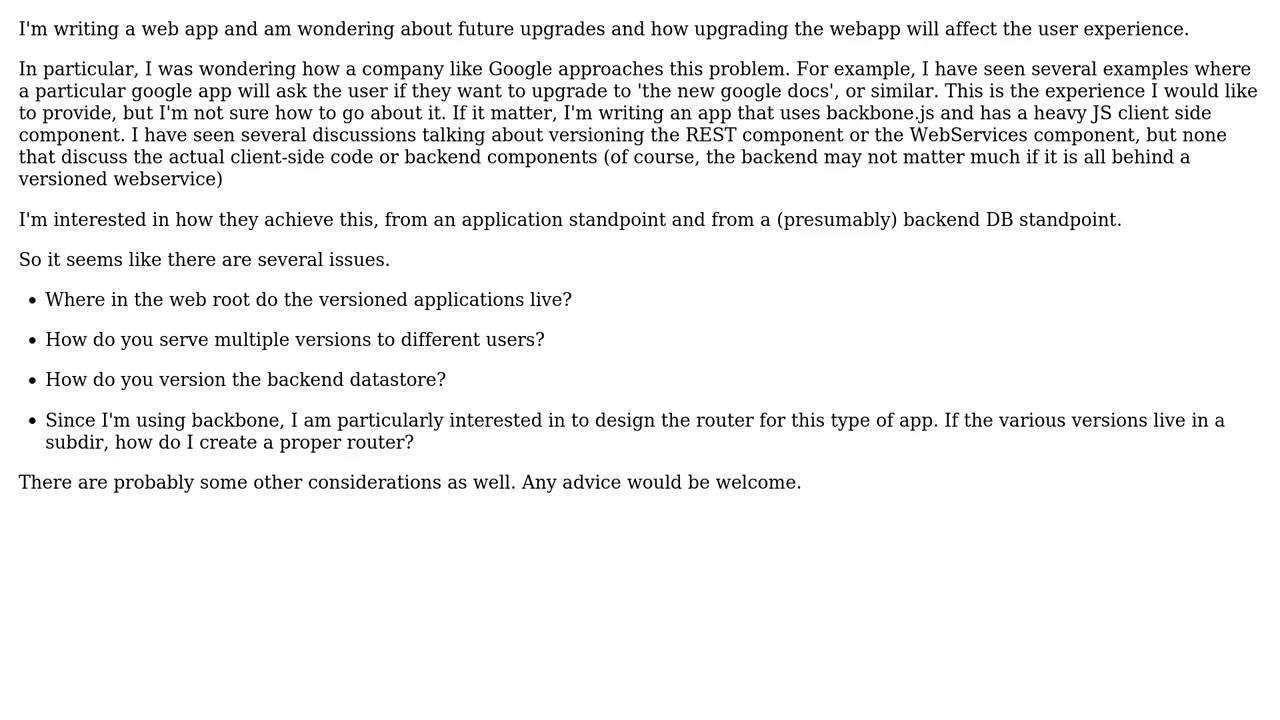 I'm writing a web app and am wondering about future upgrades and how upgrading the webapp will affect the user experience.
In particular, I was wondering how a company like Google approaches this problem. For example, I have seen several examples where
a particular google app will ask the user if they want to upgrade to 'the new google docs', or similar. This is the experience I would like
to provide, but I'm not sure how to go about it. If it matter, I'm writing an app that uses backbone.js and has a heavy JS client side
component. I have seen several discussions talking about versioning the REST component or the WebServices component, but none
that discuss the actual client-side code or backend components (of course, the backend may not matter much if it is all behind a
versioned webservice)
I'm interested in how they achieve this, from an application standpoint and from a (presumably) backend DB standpoint.
So it seems like there are several issues.
• Where in the web root do the versioned applications live?
• How do you serve multiple versions to different users?
• How do you version the backend datastore?
• Since I'm using backbone, I am particularly interested in to design the router for this type of app. If the various versions live in a
subdir, how do I create a proper router?
There are probably some other considerations as well. Any advice would be welcome.